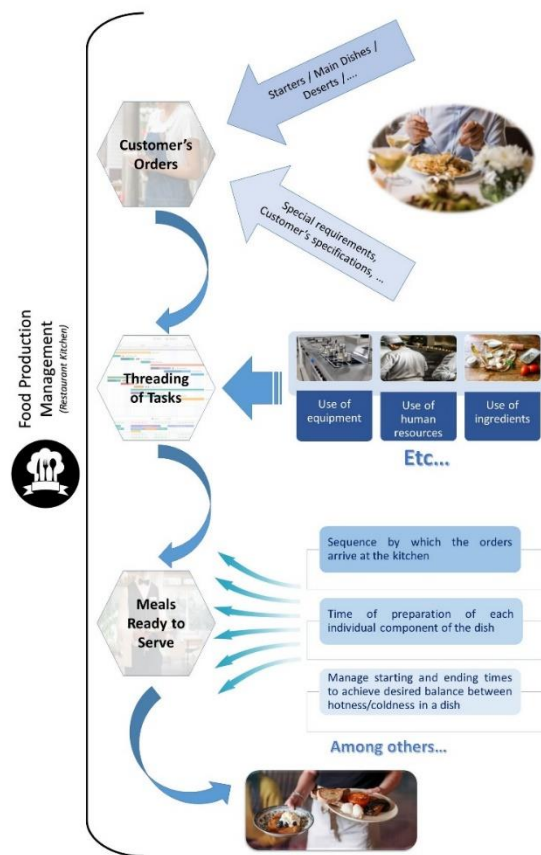 Food Production
Management
(Restaurant Kitchen)
Starters / Main Dishes /
Deserts /....
Customer's
Orders
Special requirements,
Customer's specifications, ...
Threading
of Tasks
Use of
equipment
Use of
human
resources
Use of
ingredients
Etc...
Sequence by which the orders
arrive at the kitchen
Meals
Ready to
Serve
Time of preparation of each
individual component of the dish
Manage starting and ending times
to achieve desired balance between
hotness/coldness in a dish
Among others...